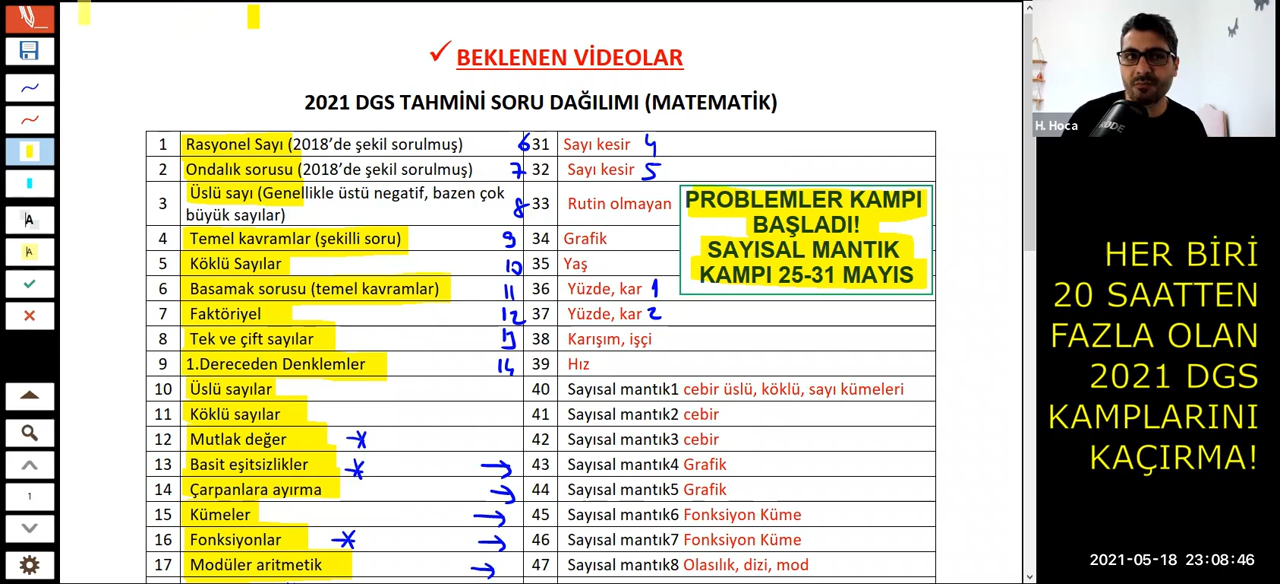 BEKLENEN VİDEOLAR
2021 DGS TAHMİNİ SORU DAĞILIMI (MATEMATİK)
1 Rasyonel Sayı (2018'de şekil sorulmuş) 6 31 Sayı kesir 4
2 Ondalık sorusu (2018'de şekil sorulmuş) 7 32 Sayı kesir 5
3 Üslü sayı (Genellikle üstü negatif, bazen çok
büyük sayılar) 8 33 Rutin olmayan
4 Temel kavramlar (şekilli soru) 9 34 Grafik
5 Köklü Sayılar 10 35 Yaş
6 Basamak sorusu (temel kavramlar) 11 36 Yüzde, kar 1
7 Faktöriyel 12 37 Yüzde, kar 2
8 Tek ve çift sayılar 38 Karışım, işçi
9 1.Dereceden Denklemler 14 39 Hız
10 Üslü sayılar 40 Sayısal mantık1 cebir üslü, köklü, sayı kümeleri
11 Köklü sayılar 41 Sayısal mantık2 cebir
12 Mutlak değer 42 Sayısal mantık3 cebir
13 Basit eşitsizlikler 43 Sayısal mantık4 Grafik
14 Çarpanlara ayırma 44 Sayısal mantık5 Grafik
15 Kümeler 45 Sayısal mantık6 Fonksiyon Küme
16 Fonksiyonlar 46 Sayısal mantık7 Fonksiyon Küme
17 Modüler aritmetik 47 Sayısal mantık8 Olasılık, dizi, mod
PROBLEMLER KAMPI
BAŞLADI!
SAYISAL MANTIK
KAMPI 25-31 MAYIS
A
A
1
H. Hoca
RODE
HER BİRİ
20 SAATTEN
FAZLA OLAN
2021 DGS
KAMPLARINI
KAÇIRMA!
2021-05-18 23:08:46